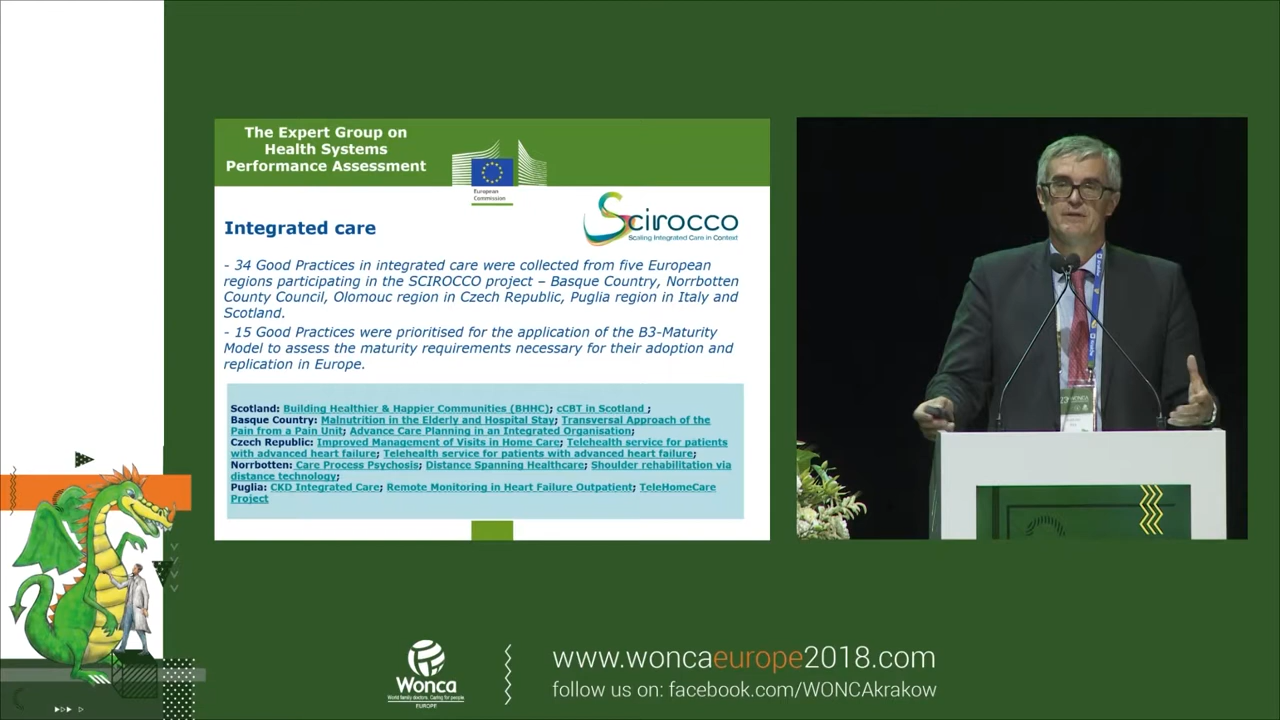 The Expert Group on
Health Systems
Performance Assessment
European
Commission
Scirocco
Scaling Integrated Care in Context
Integrated care
- 34 Good Practices in integrated care were collected from five European
regions participating in the SCIROCCO project – Basque Country, Norrbotten
County Council, Olomouc region in Czech Republic, Puglia region in Italy and
Scotland.
- 15 Good Practices were prioritised for the application of the B3-Maturity
Model to assess the maturity requirements necessary for their adoption and
replication in Europe.
Scotland: Building Healthier & Happier Communities (BHHC); cCBT in Scotland ;
Basque Country: Malnutrition in the Elderly and Hospital Stay; Transversal Approach of the
Pain from a Pain Unit; Advance Care Planning in an Integrated Organisation;
Czech Republic: Improved Management of Visits in Home Care; Telehealth service for patients
with advanced heart failure; Telehealth service for patients with advanced heart failure;
Norrbotten: Care Process Psychosis; Distance Spanning Healthcare; Shoulder rehabilitation via
distance technology;
Puglia: CKD Integrated Care; Remote Monitoring in Heart Failure Outpatient; TeleHomeCare
Project
WONCA
Wonca
World family doctors. Caring for people.
EUROPE
www.woncaeurope2018.com
follow us on: facebook.com/WONCAkrakow